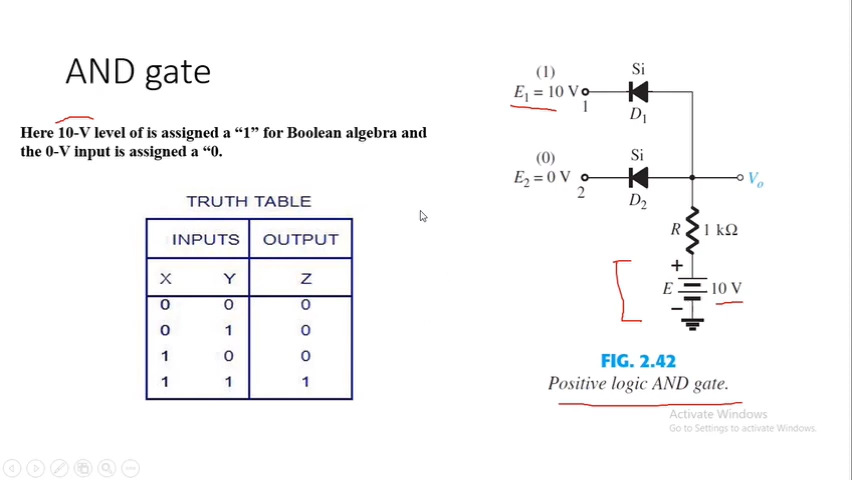 AND gate
Here 10-V level of is assigned a “1” for Boolean algebra and
the 0-V input is assigned a “0.
TRUTH TABLE
INPUTS OUTPUT
X Y Z
0 0 0
0 1 0
1 0 0
1 1 1
(1)
E1 = 10 V
1
Si
D1
(0)
E2 = 0 V
2
Si
D2
Vo
R 1 kΩ
+
E 10 V
−
FIG. 2.42
Positive logic AND gate.
Activate Windows
Go to Settings to activate Windows.